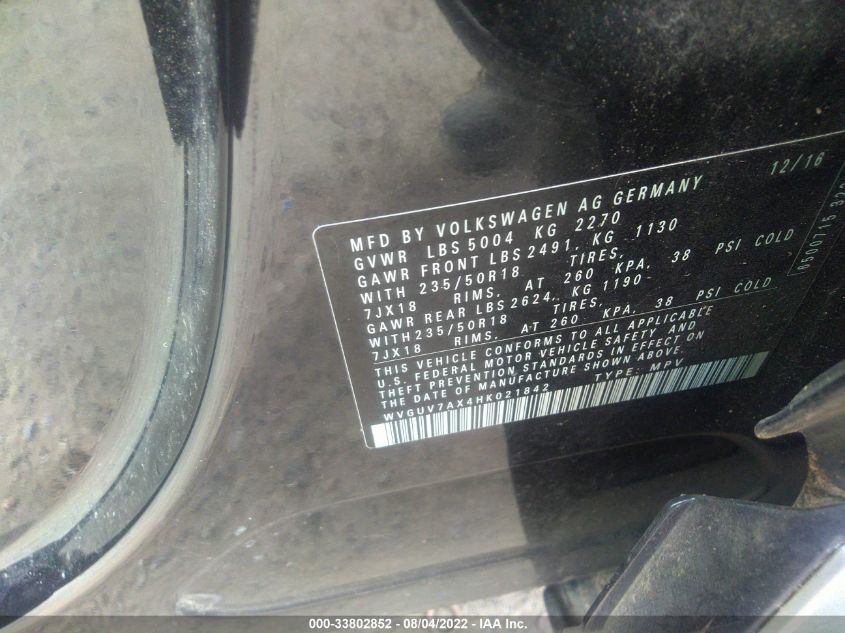 12/16
MFD BY VOLKSWAGEN AG GERMANY
GVWR LBS 5004 KG 2270
GAWR FRONT LBS 2491, KG 1130
WITH 235/50R18 TIRES,
7JX18 RIMS, AT 260 KPA, 38 PSI COLD
GAWR REAR LBS 2624, KG 1190
WITH 235/50R18 TIRES,
7JX18 RIMS, AT 260 KPA, 38 PSI COLD
THIS VEHICLE CONFORMS TO ALL APPLICABLE
U.S. FEDERAL MOTOR VEHICLE SAFETY AND
THEFT PREVENTION STANDARDS IN EFFECT ON
THE DATE OF MANUFACTURE SHOWN ABOVE.
WVGUV7AX4HK021842 TYPE: MPV
000-33802852 - 08/04/2022 - IAA Inc.